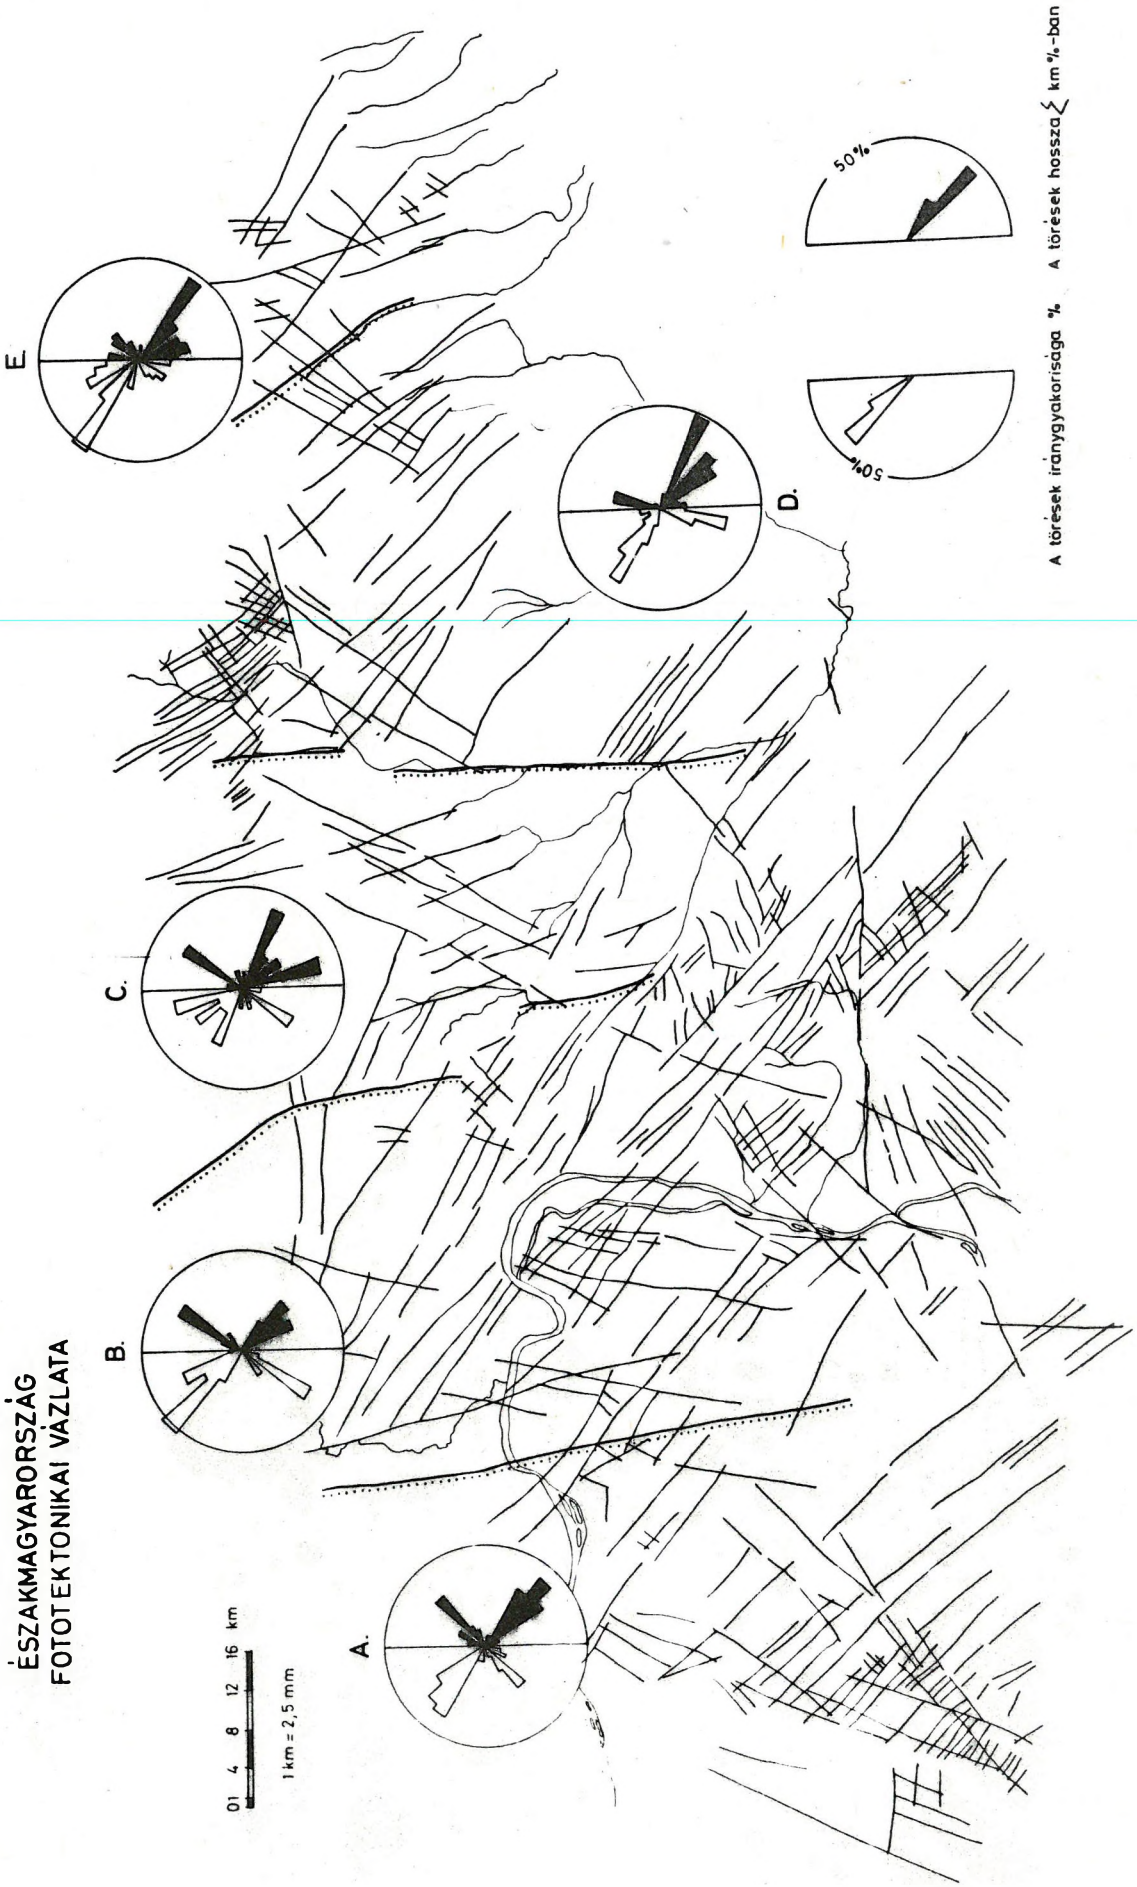 ÉSZAKMAGYARORSZÁG
FOTOTEKTONIKAI VÁZLATA
01 4 8 12 16 km
1 km = 2,5 mm
A.
B.
C.
D.
E.
50%
50%
A törések iránygyakorisága %
A törések hossza ∑ km %-ban